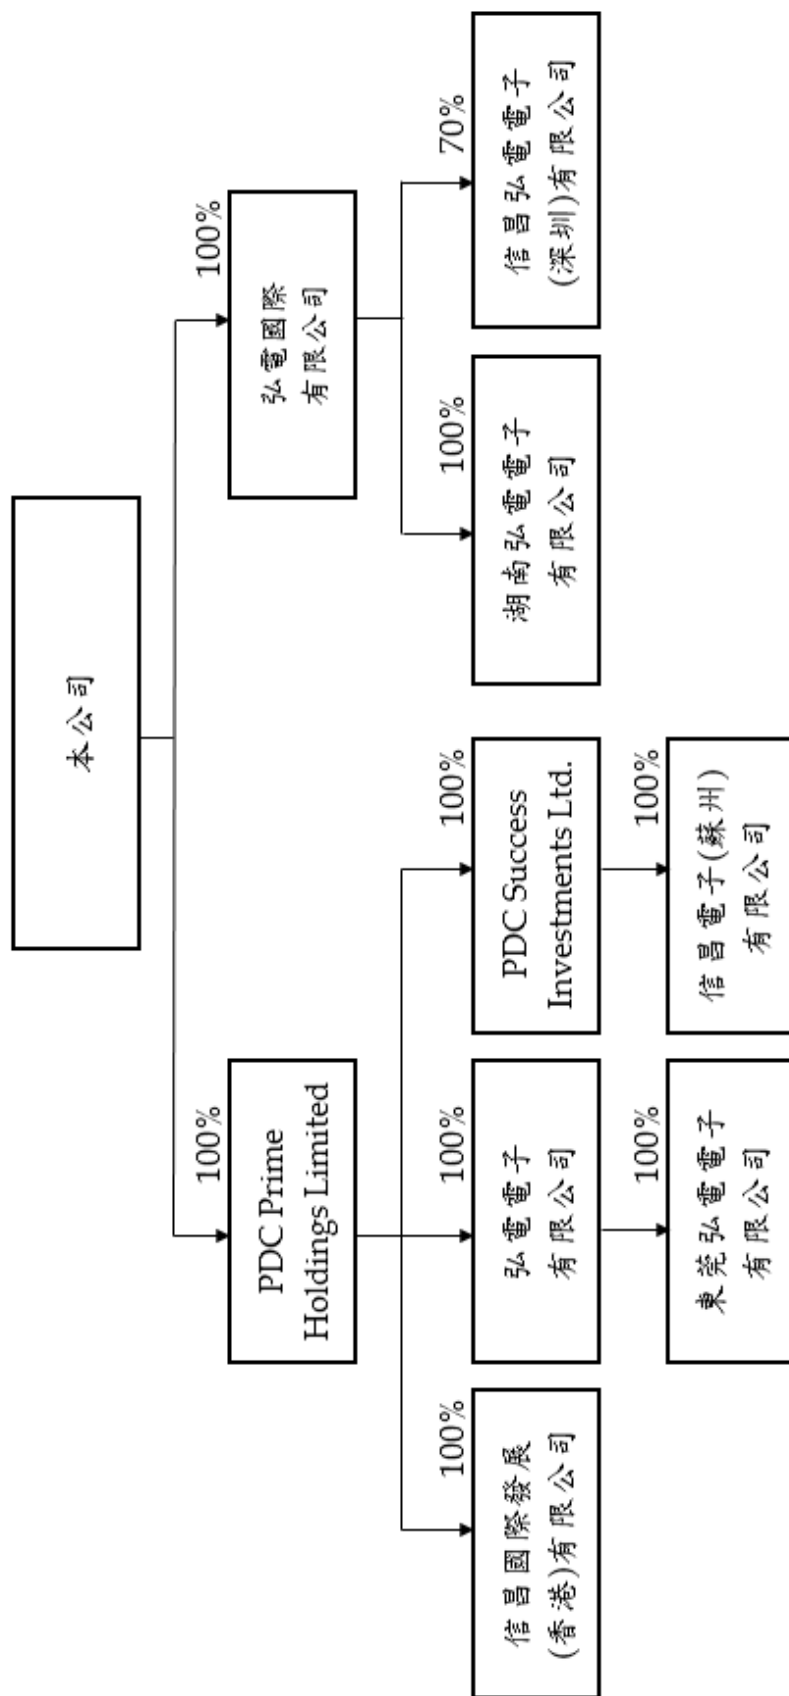 本公司
100%
PDC Prime
Holdings Limited
100%
弘電國際
有限公司
100%
信昌國際發展
(香港)有限公司
100%
弘電電子
有限公司
100%
PDC Success
Investments Ltd.
100%
湖南弘電電子
有限公司
70%
信昌弘電電子
(深圳)有限公司
100%
東莞弘電電子
有限公司
100%
信昌電子(蘇州)
有限公司